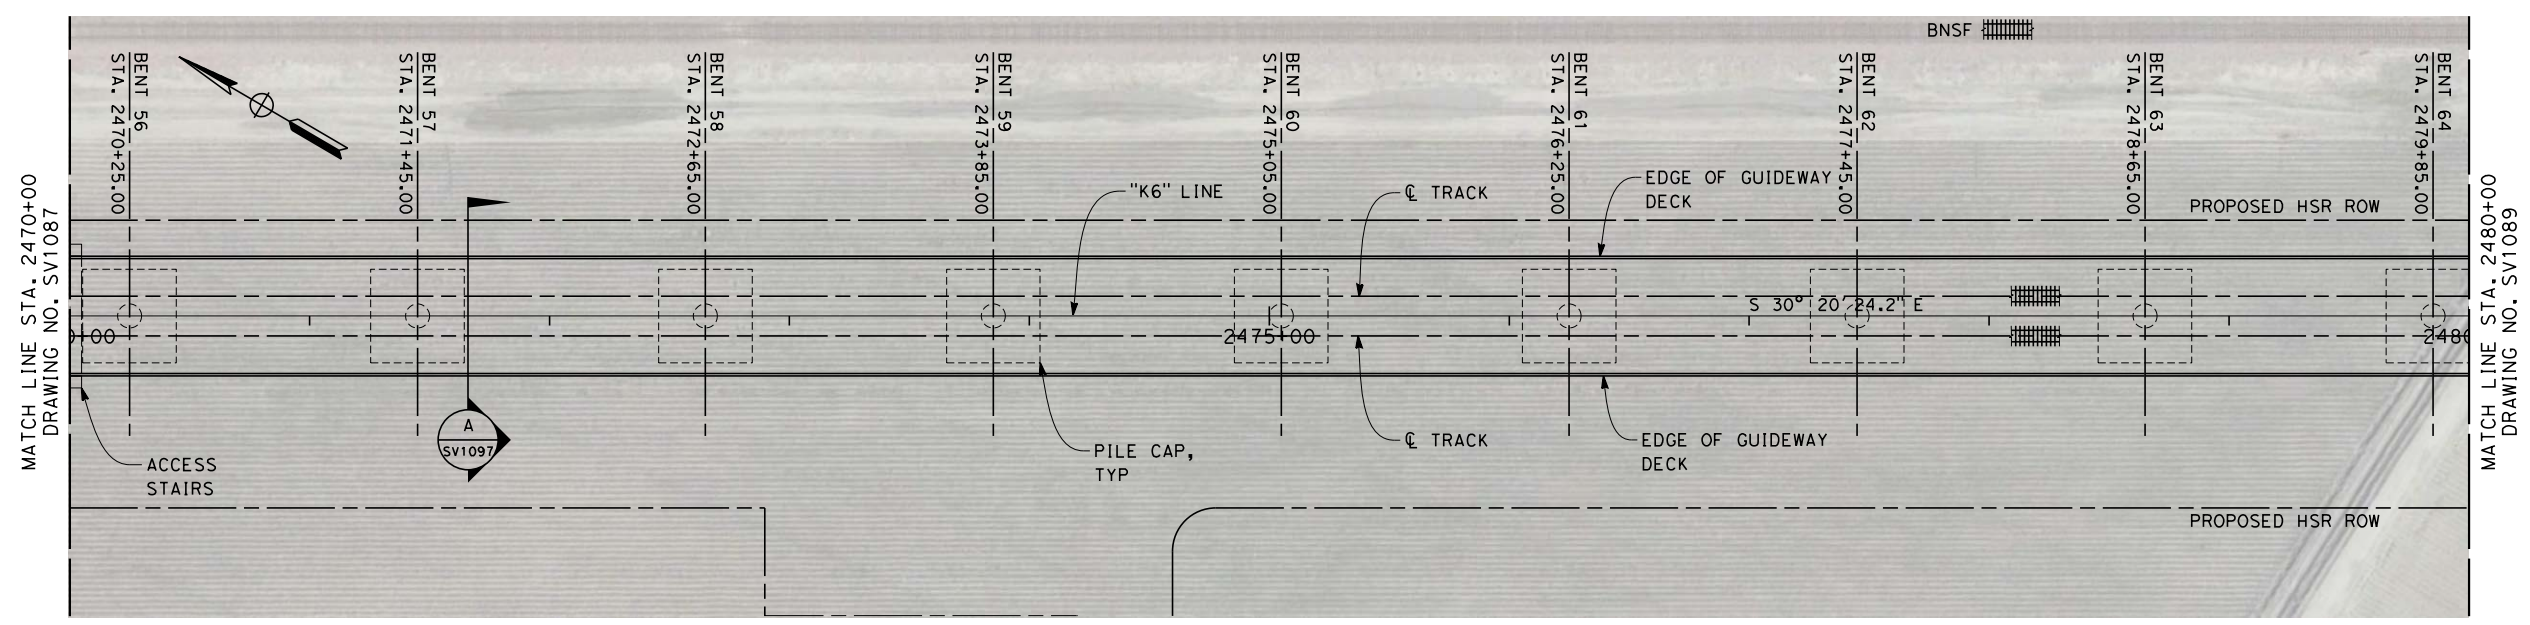 BNSF
BENT 56
STA. 2470+25.00
BENT 57
STA. 2471+45.00
BENT 58
STA. 2472+65.00
BENT 59
STA. 2473+85.00
BENT 60
STA. 2475+05.00
BENT 61
STA. 2476+25.00
BENT 62
STA. 2477+45.00
BENT 63
STA. 2478+65.00
BENT 64
STA. 2479+85.00
MATCH LINE STA. 2470+00
DRAWING NO. SV1087
"K6" LINE
℄ TRACK
EDGE OF GUIDEWAY
DECK
PROPOSED HSR ROW
S 30° 20' 24.2" E
2475+00
2480
A
SV1097
ACCESS
STAIRS
PILE CAP,
TYP
℄ TRACK
EDGE OF GUIDEWAY
DECK
PROPOSED HSR ROW
MATCH LINE STA. 2480+00
DRAWING NO. SV1089